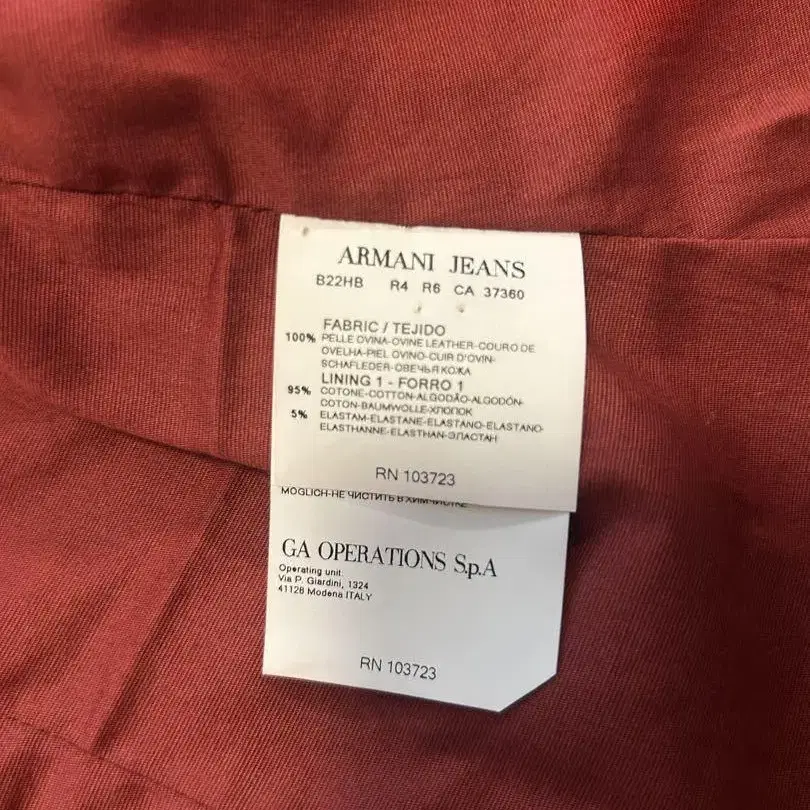 ARMANI JEANS
B22HB R4 R6 CA 37360
FABRIC / TEJIDO
100% PELLE OVINA-OVINE LEATHER-COURO DE
OVELHA-PIEL OVINO-CUIR D'OVIN-
SCHAFLEDER-ОВЕЧЬЯ КОЖА
LINING 1 - FORRO 1
95% COTONE-COTTON-ALGODÃO-ALGODÓN-
COTON-BAUMWOLLE-ХЛОПОК
5% ELASTAM-ELASTANE-ELASTANO-ELASTANO-
ELASTHANNE-ELASTHAN-ЭЛАСТАН
RN 103723
MÖGLICH-НЕ ЧИСТИТЬ В ХИМЧИСТКЕ
GA OPERATIONS S.p.A
Operating unit:
Via P. Giardini, 1324
41126 Modena ITALY
RN 103723